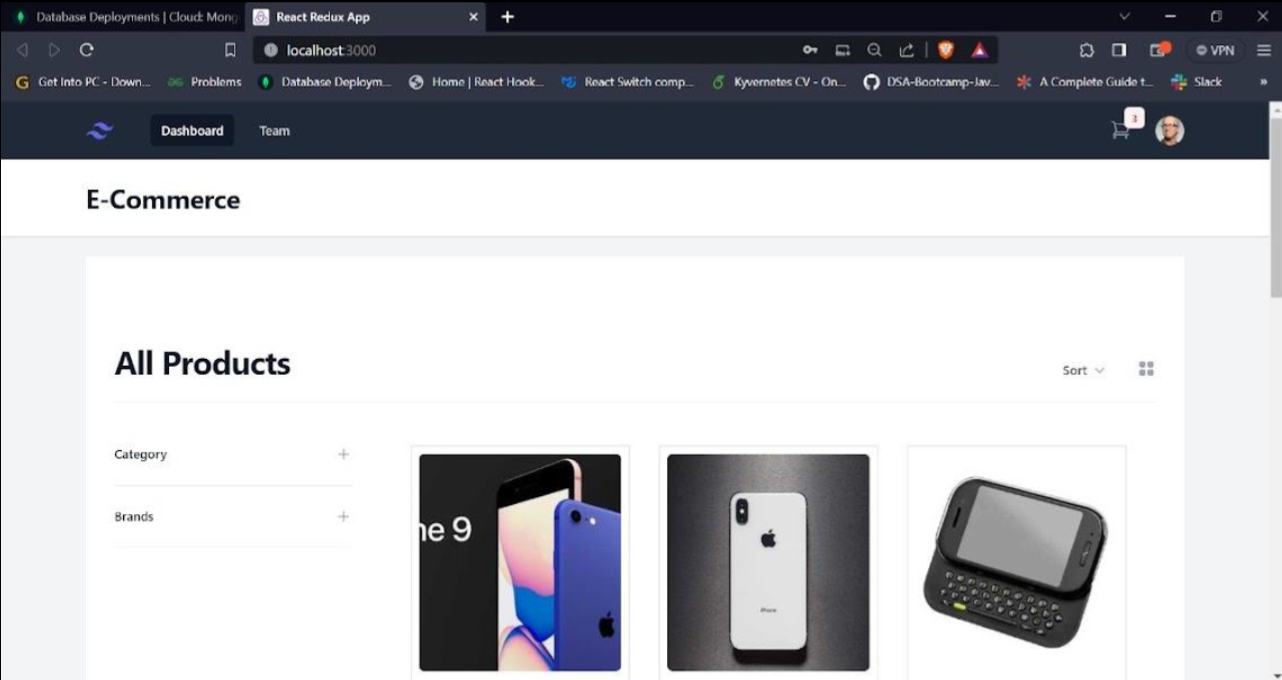 Database Deployments | Cloud: Mong
React Redux App
localhost:3000
VPN
Get Into PC - Down...
Problems
Database Deploym...
Home | React Hook...
React Switch comp...
Kyvernetes CV - On...
DSA-Bootcamp-Jav...
A Complete Guide t...
Slack
»
Dashboard
Team
3
E-Commerce
All Products
Sort
Category
Brands
ne 9
iPhone